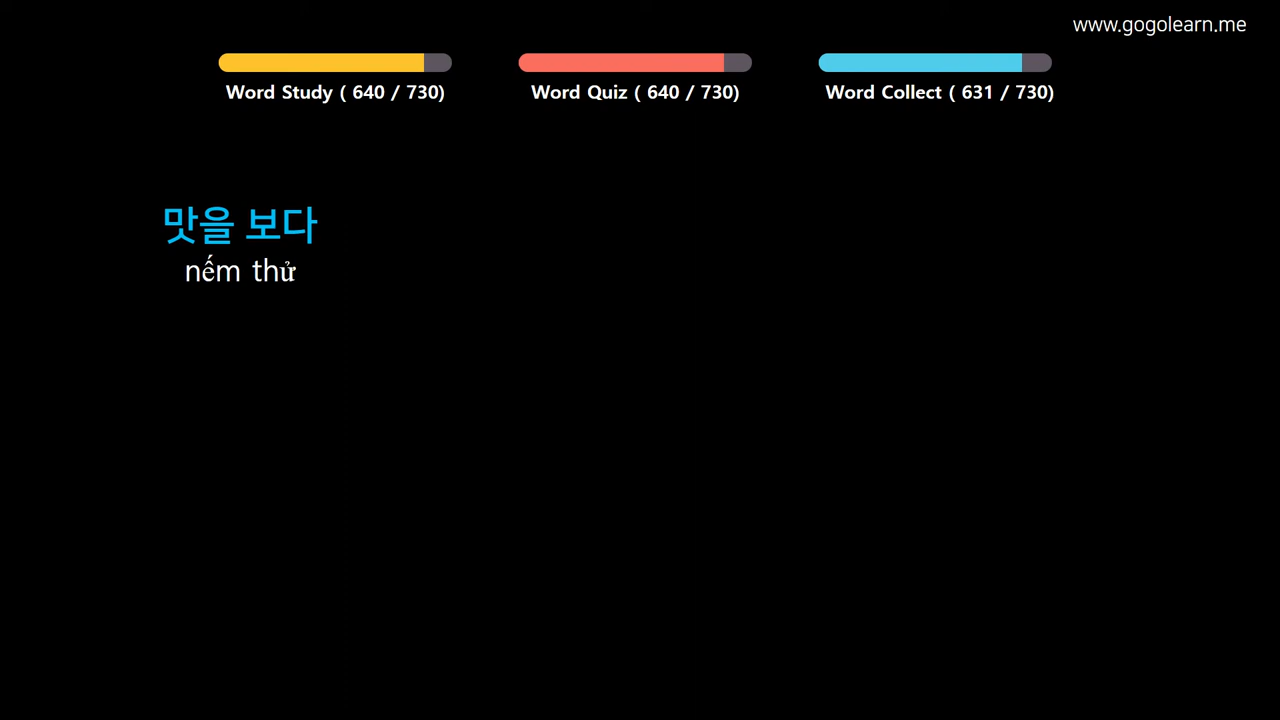 www.gogolearn.me
Word Study ( 640 / 730)
Word Quiz ( 640 / 730)
Word Collect ( 631 / 730)
맛을 보다
nếm thử